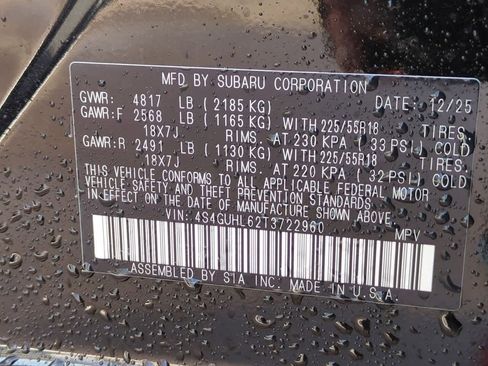 MFD. BY SUBARU CORPORATION
GVWR: 4817 LB (2185 KG) DATE: 12/25
GAWR:F 2568 LB (1165 KG) WITH 225/55R18 TIRES.
18X7J RIMS. AT 230 KPA (33 PSI) COLD
GAWR:R 2491 LB (1130 KG) WITH 225/55R18 TIRES.
18X7J RIMS. AT 220 KPA (32 PSI) COLD
THIS VEHICLE CONFORMS TO ALL APPLICABLE FEDERAL MOTOR
VEHICLE SAFETY AND THEFT PREVENTION STANDARDS
IN EFFECT ON THE DATE OF MANUFACTURE SHOWN ABOVE.
VIN: 4S4GUHL62T3722960 MPV
ASSEMBLED BY SIA INC. MADE IN U.S.A.